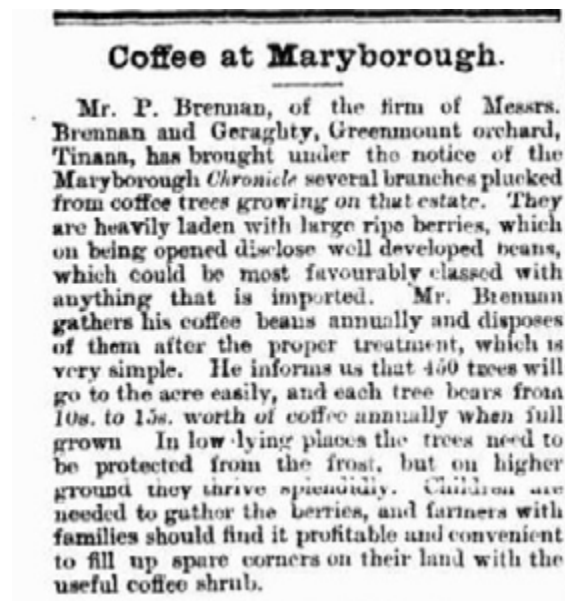 Coffee at Maryborough.
Mr. P. Brennan, of the firm of Messrs.
Brennan and Geraghty, Greenmount orchard,
Tinana, has brought under the notice of the
Maryborough Chronicle several branches plucked
from coffee trees growing on that estate. They
are heavily laden with large ripe berries, which
on being opened disclose well developed beans,
which could be most favourably classed with
anything that is imported. Mr. Brennan
gathers his coffee beans annually and disposes
of them after the proper treatment, which is
very simple. He informs us that 450 trees will
go to the acre easily, and each tree bears from
10s. to 15s. worth of coffee annually when full
grown In low-lying places the trees need to
be protected from the frost, but on higher
ground they thrive splendidly. Children are
needed to gather the berries, and farmers with
families should find it profitable and convenient
to fill up spare corners on their land with the
useful coffee shrub.